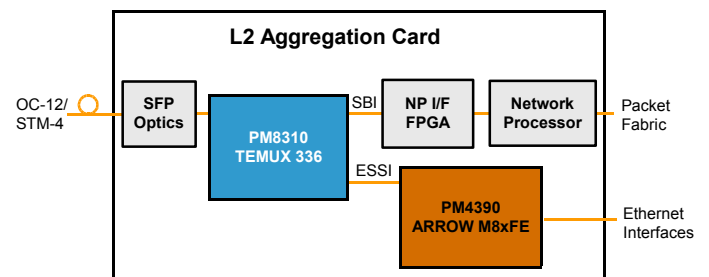 L2 Aggregation Card
OC-12/
STM-4
SFP
Optics
PM8310
TEMUX 336
SBI
NP I/F
FPGA
Network
Processor
Packet
Fabric
ESSI
PM4390
ARROW M8xFE
Ethernet
Interfaces